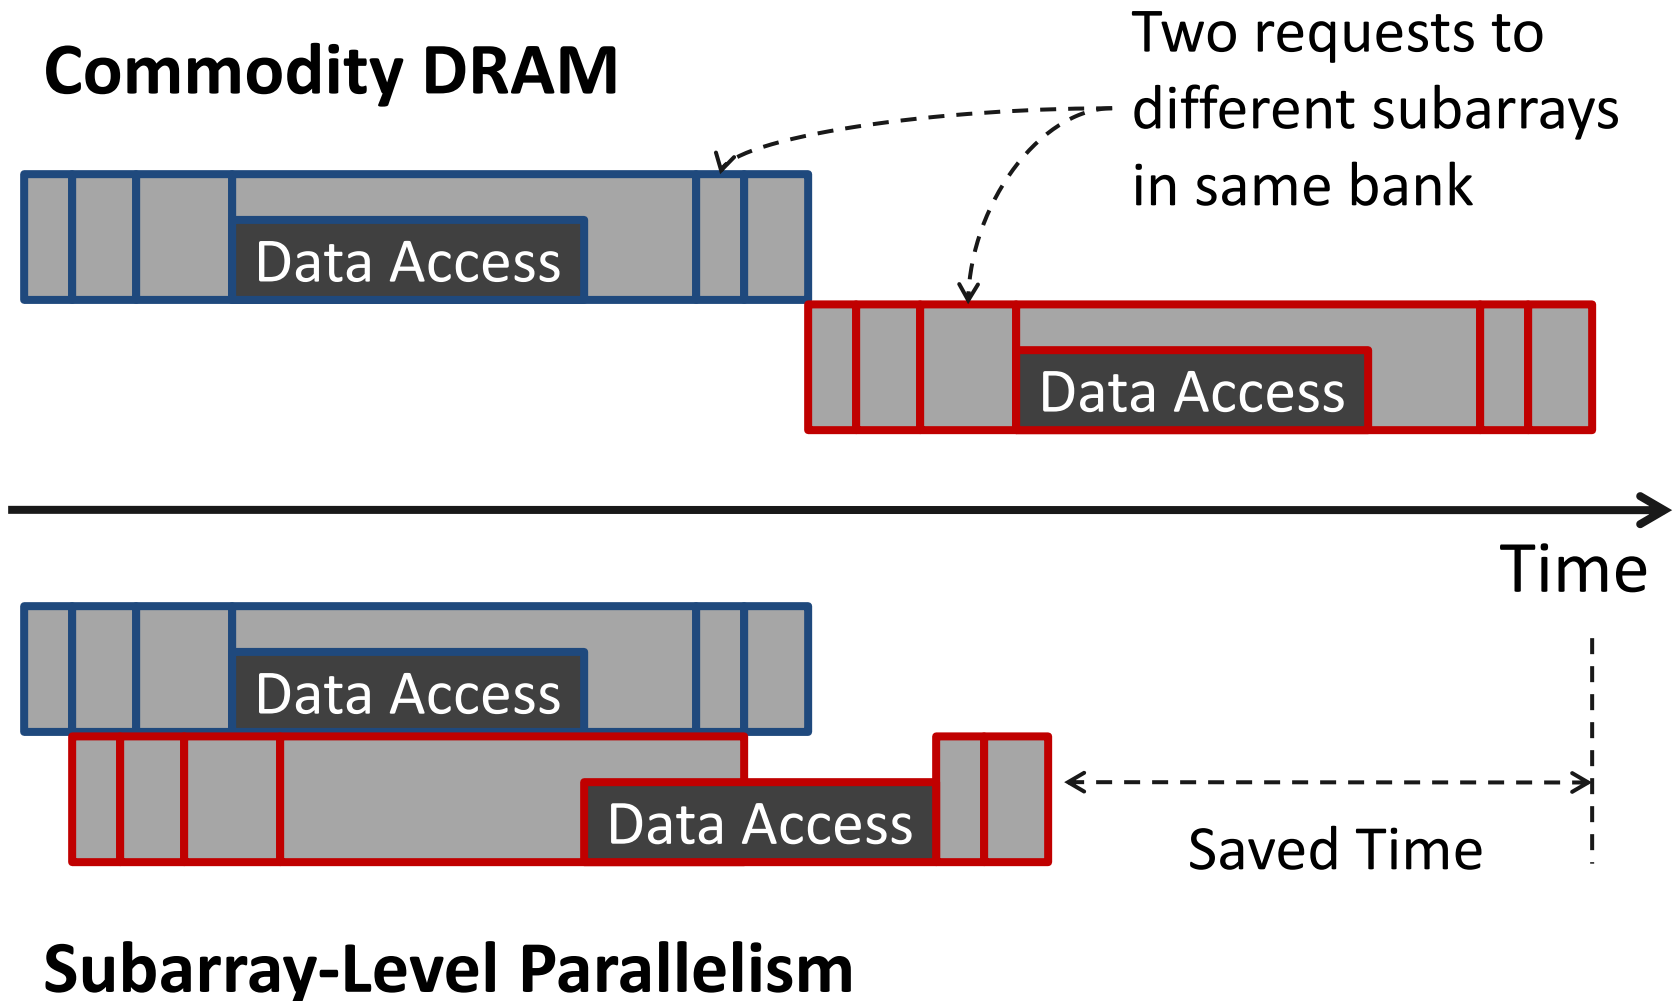 Commodity DRAM
Two requests to
different subarrays
in same bank
Data Access
Data Access
Time
Data Access
Data Access
Saved Time
Subarray-Level Parallelism